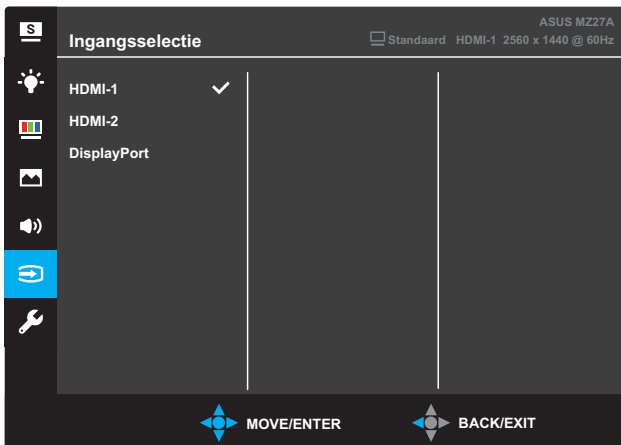 S
ASUS MZ27A
Ingangsselectie
Standaard HDMI-1 2560 x 1440 @ 60Hz
HDMI-1
HDMI-2
DisplayPort
MOVE/ENTER BACK/EXIT